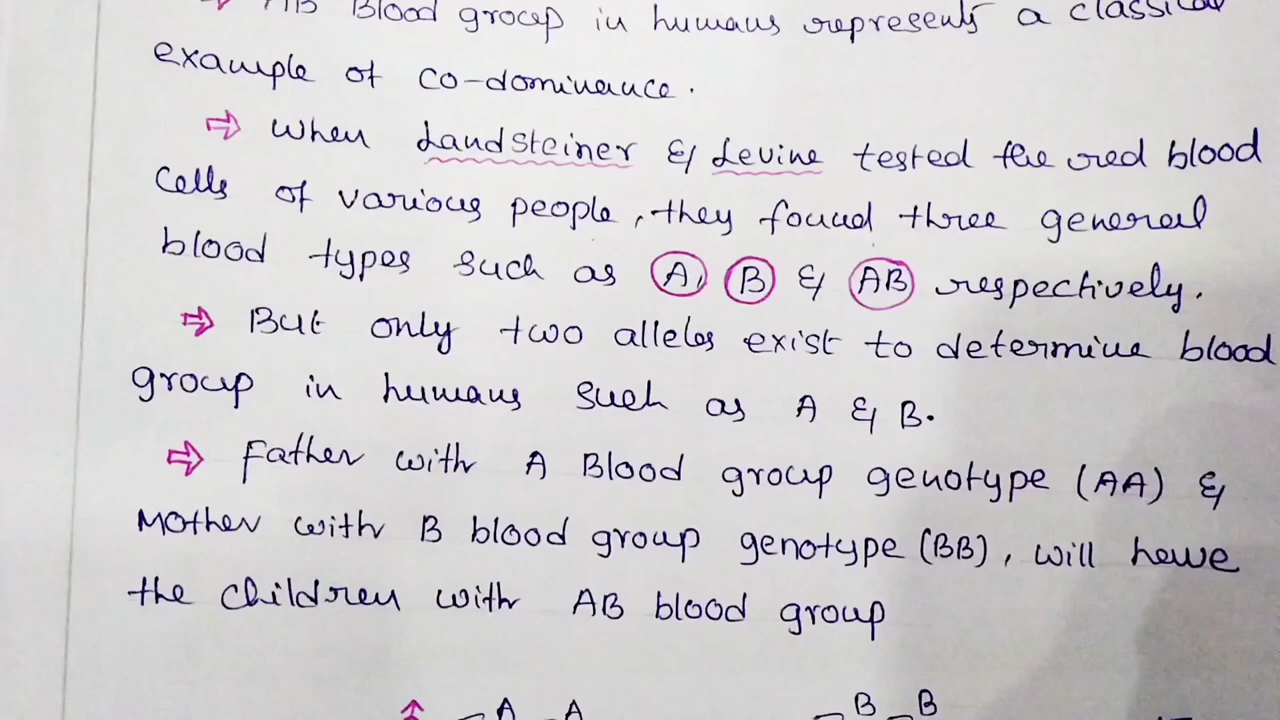 ⇒ AB Blood group in humans represents a classical
example of co-dominance.
⇒ When Landsteiner & Levine tested the red blood
cells of various people, they found three general
blood types such as A, B & AB respectively.
⇒ But only two alleles exist to determine blood
group in humans such as A & B.
⇒ Father with A Blood group genotype (AA) &
Mother with B blood group genotype (BB), will have
the children with AB blood group
↑ A A B B